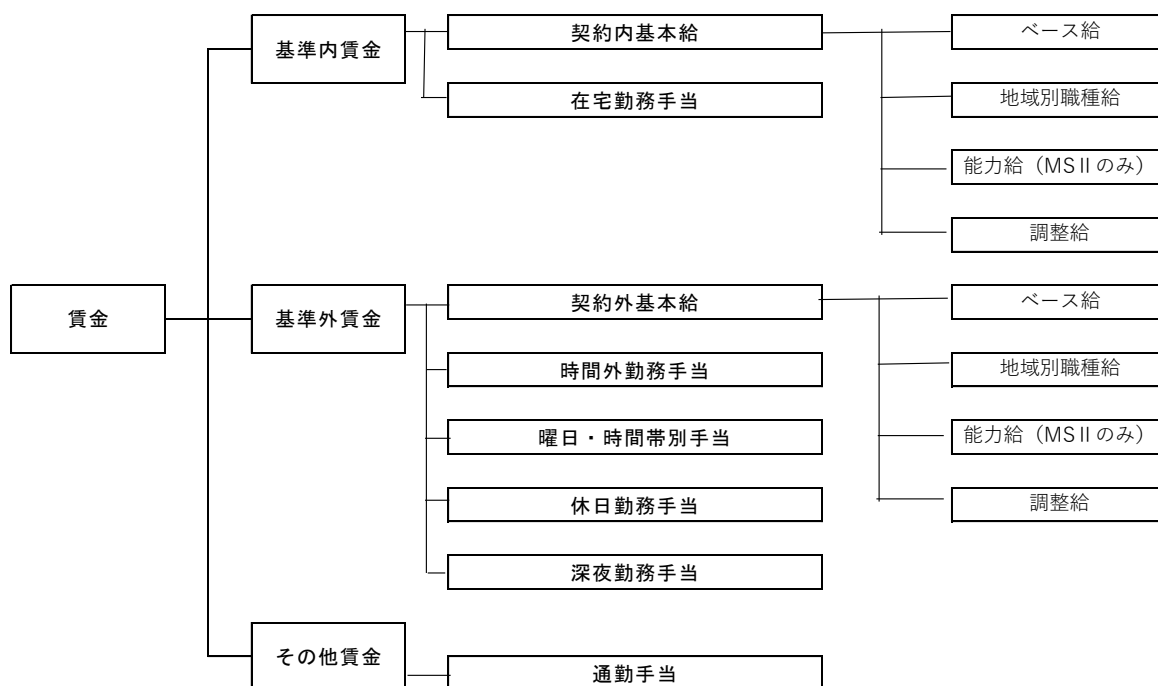 基準内賃金
契約内基本給
ベース給
在宅勤務手当
地域別職種給
能力給（MSⅡのみ）
調整給
賃金
基準外賃金
契約外基本給
ベース給
時間外勤務手当
地域別職種給
曜日・時間帯別手当
能力給（MSⅡのみ）
休日勤務手当
調整給
深夜勤務手当
その他賃金
通勤手当